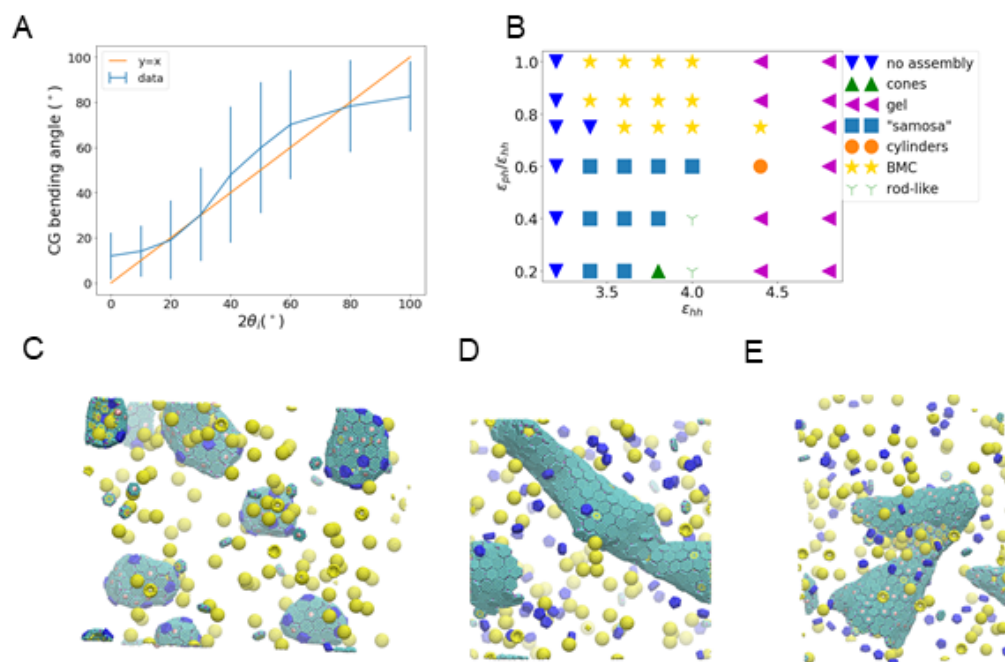 A
y=x
data
CG bending angle (°)
100
80
60
40
20
0
0 20 40 60 80 100
2θᵢ(°)
B
εₚₕ/εₕₕ
1.0
0.8
0.6
0.4
0.2
3.5 4.0 4.5
εₕₕ
no assembly
cones
gel
"samosa"
cylinders
BMC
rod-like
C
D
E